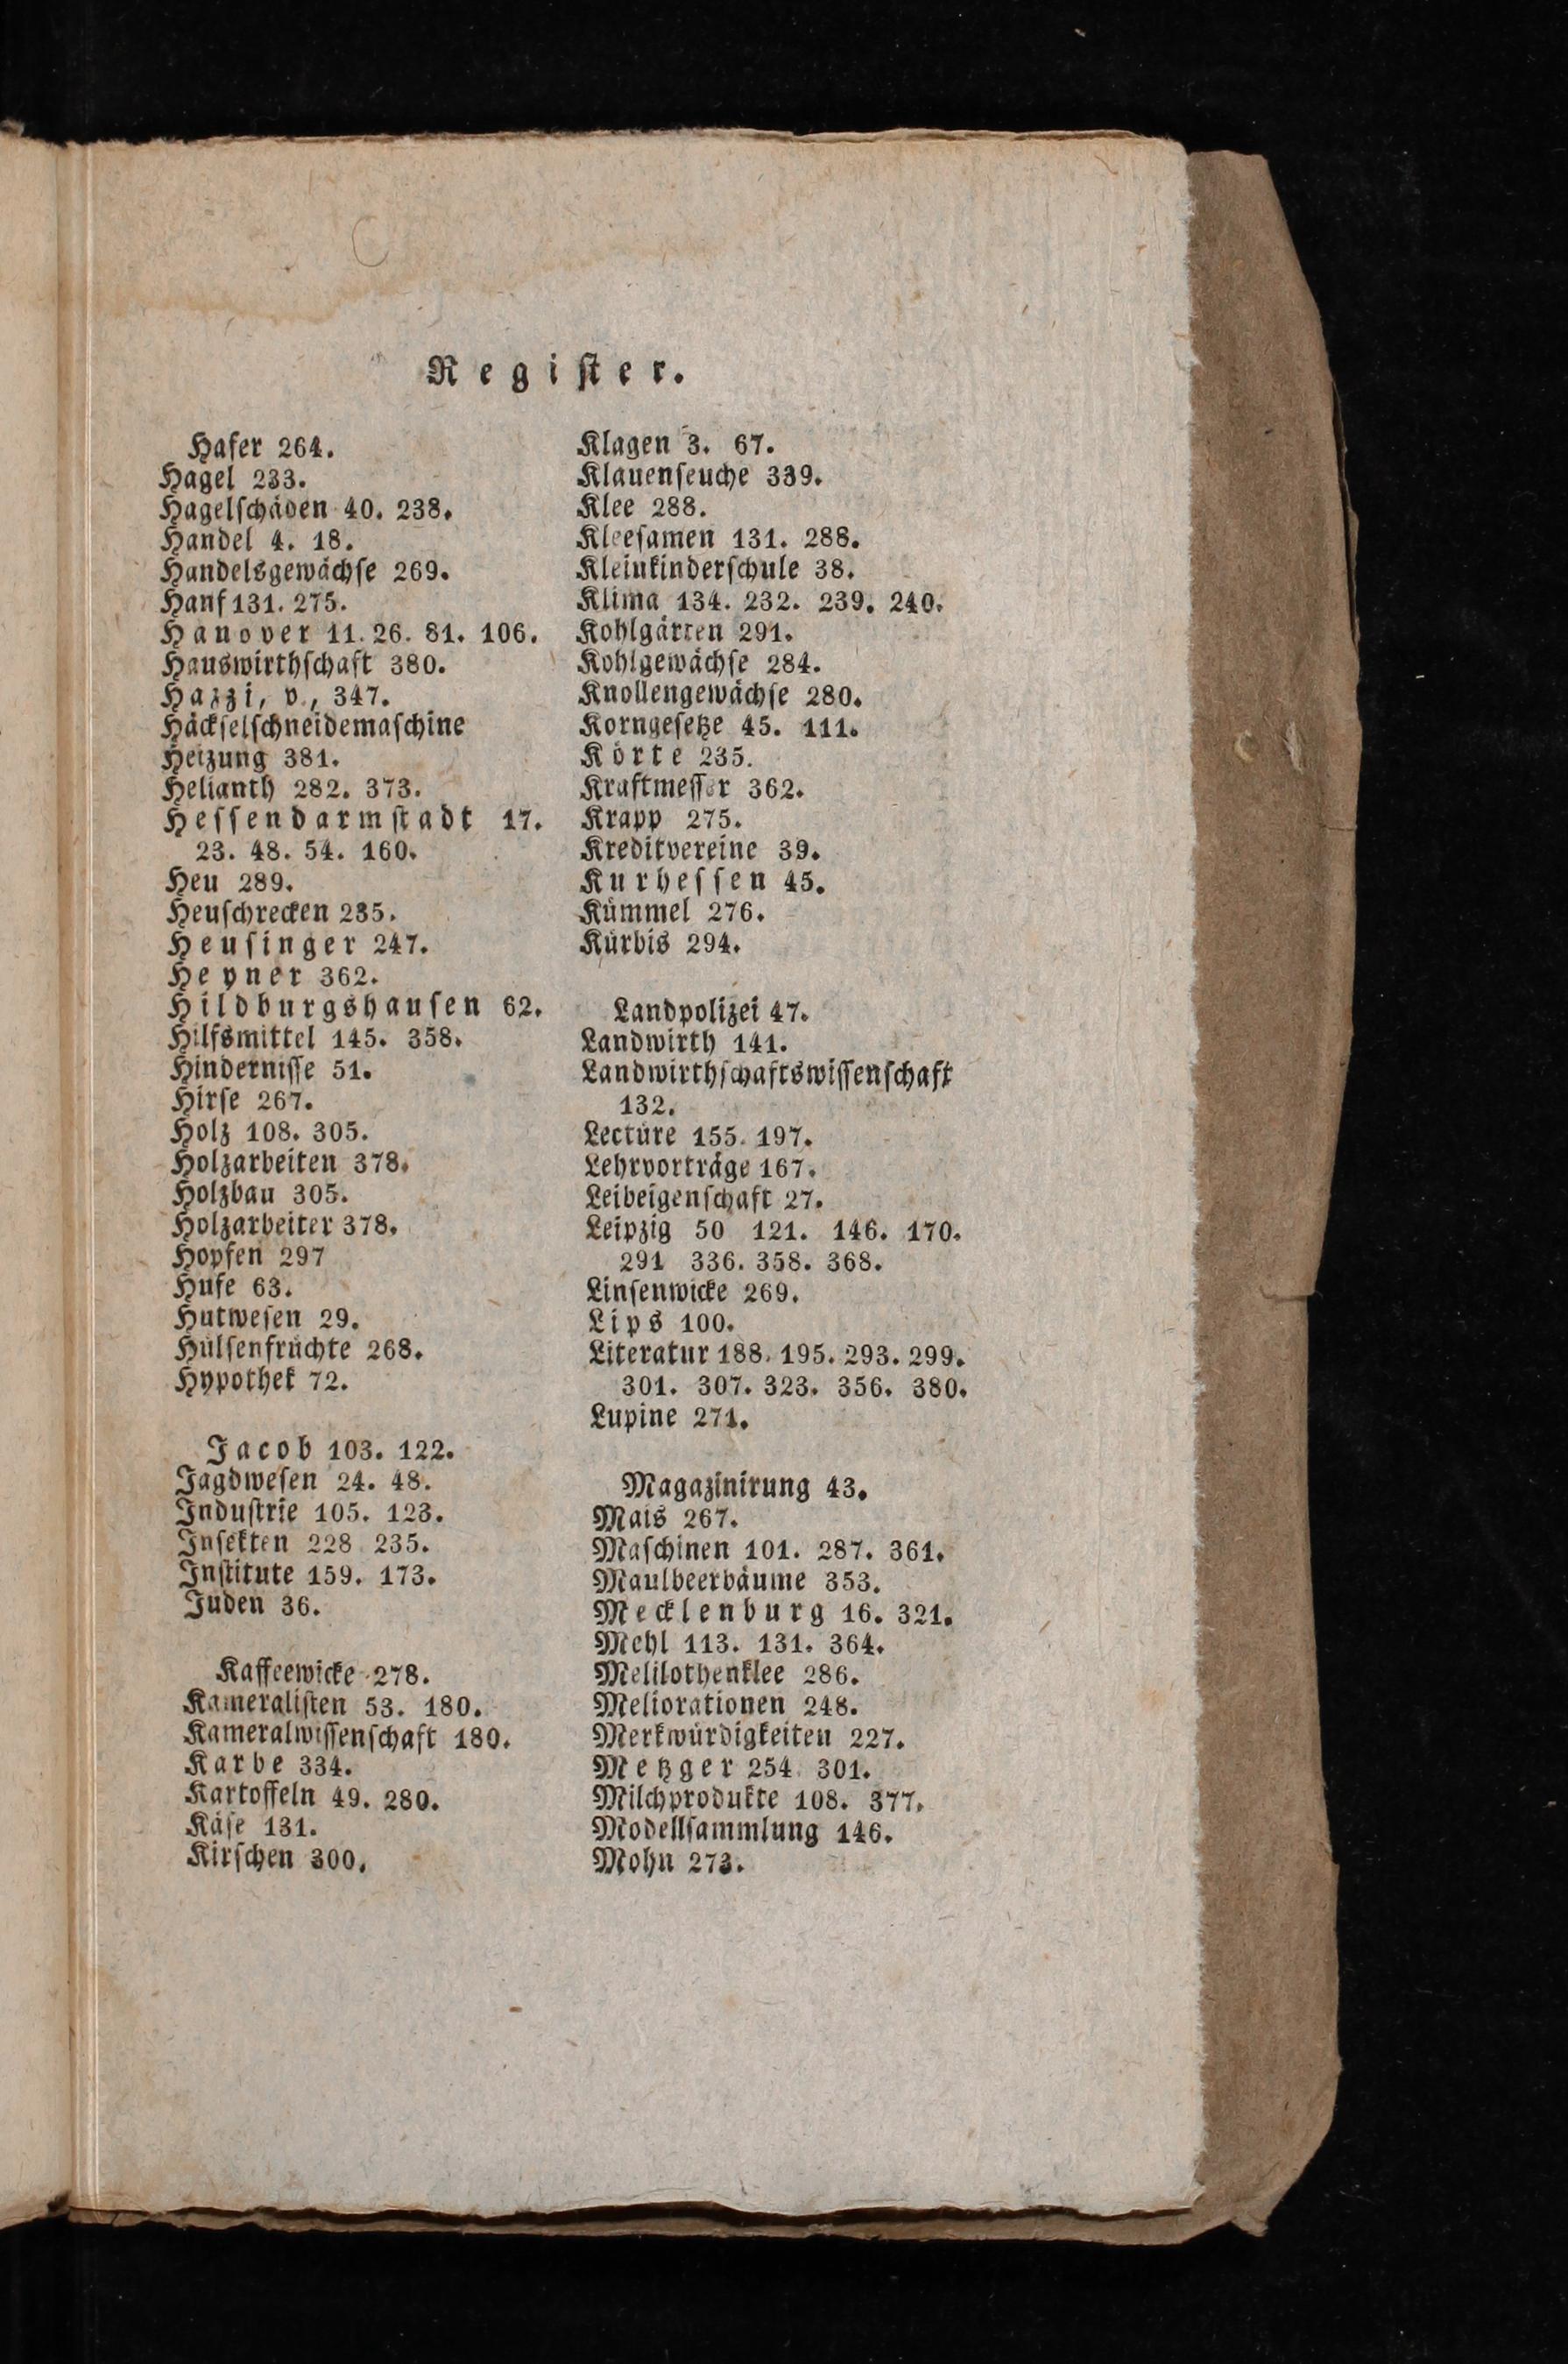 Regiſter.
Hafer 264.
Hagel 233.
Hagelſchäden 40. 238.
Handel 4. 18.
Handelsgewächſe 269.
Hanf 131. 275.
Hanover 11. 26. 81. 106.
Hauswirthſchaft 380.
Hazzi, v., 347.
Häckſelſchneidemaſchine
Heizung 381.
Helianth 282. 373.
Heſſendarmſtadt 17.
23. 48. 54. 160.
Heu 289.
Heuſchrecken 235.
Heuſinger 247.
Heyner 362.
Hildburgshauſen 62.
Hilfsmittel 145. 358.
Hinderniſſe 51.
Hirſe 267.
Holz 108. 305.
Holzarbeiten 378.
Holzbau 305.
Holzarbeiter 378.
Hopfen 297
Hufe 63.
Hutweſen 29.
Hülſenfrüchte 268.
Hypothek 72.
Jacob 103. 122.
Jagdweſen 24. 48.
Induſtrie 105. 123.
Inſekten 228 235.
Inſtitute 159. 173.
Juden 36.
Kaffeewicke 278.
Kameraliſten 53. 180.
Kameralwiſſenſchaft 180.
Karbe 334.
Kartoffeln 49. 280.
Käſe 131.
Kirſchen 300.
Klagen 3. 67.
Klauenſeuche 339.
Klee 288.
Kleeſamen 131. 288.
Kleinkinderſchule 38.
Klima 134. 232. 239. 240.
Kohlgärten 291.
Kohlgewächſe 284.
Knollengewächſe 280.
Korngeſetze 45. 111.
Körte 235.
Kraftmeſſer 362.
Krapp 275.
Kreditvereine 39.
Kurheſſen 45.
Kümmel 276.
Kürbis 294.
Landpolizei 47.
Landwirth 141.
Landwirthſchaftswiſſenſchaft
132.
Lectüre 155. 197.
Lehrvorträge 167.
Leibeigenſchaft 27.
Leipzig 50 121. 146. 170.
291 336. 358. 368.
Linſenwicke 269.
Lips 100.
Literatur 188. 195. 293. 299.
301. 307. 323. 356. 380.
Lupine 271.
Magazinirung 43.
Mais 267.
Maſchinen 101. 287. 361.
Maulbeerbäume 353.
Mecklenburg 16. 321.
Mehl 113. 131. 364.
Melilothenklee 286.
Meliorationen 248.
Merkwürdigkeiten 227.
Metzger 254. 301.
Milchprodukte 108. 377.
Modellſammlung 146.
Mohn 273.